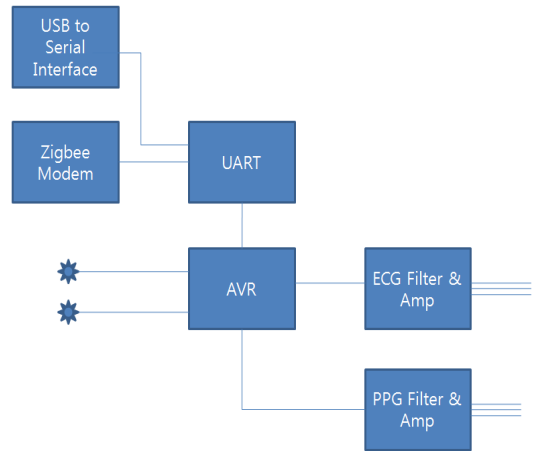 USB to
Serial
Interface
Zigbee
Modem
UART
AVR
ECG Filter &
Amp
PPG Filter &
Amp